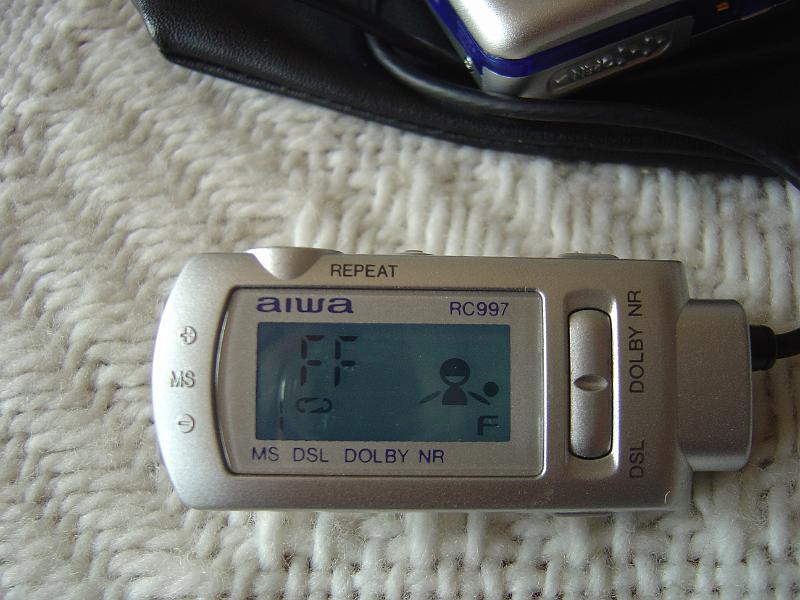 REPEAT
aiwa RC997
FF
F
MS DSL DOLBY NR
+
MS
−
DSL DOLBY NR